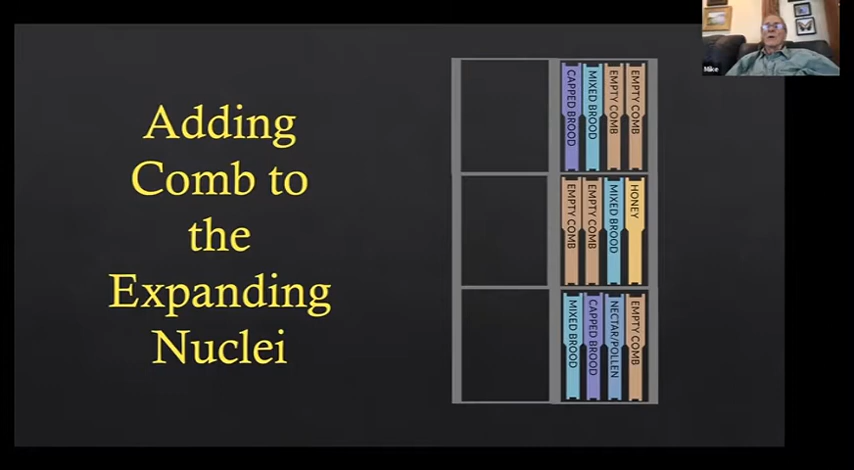 Adding
Comb to
the
Expanding
Nuclei
CAPPED BROOD
MIXED BROOD
EMPTY COMB
EMPTY COMB
EMPTY COMB
EMPTY COMB
MIXED BROOD
HONEY
MIXED BROOD
CAPPED BROOD
NECTAR/POLLEN
EMPTY COMB
Mike